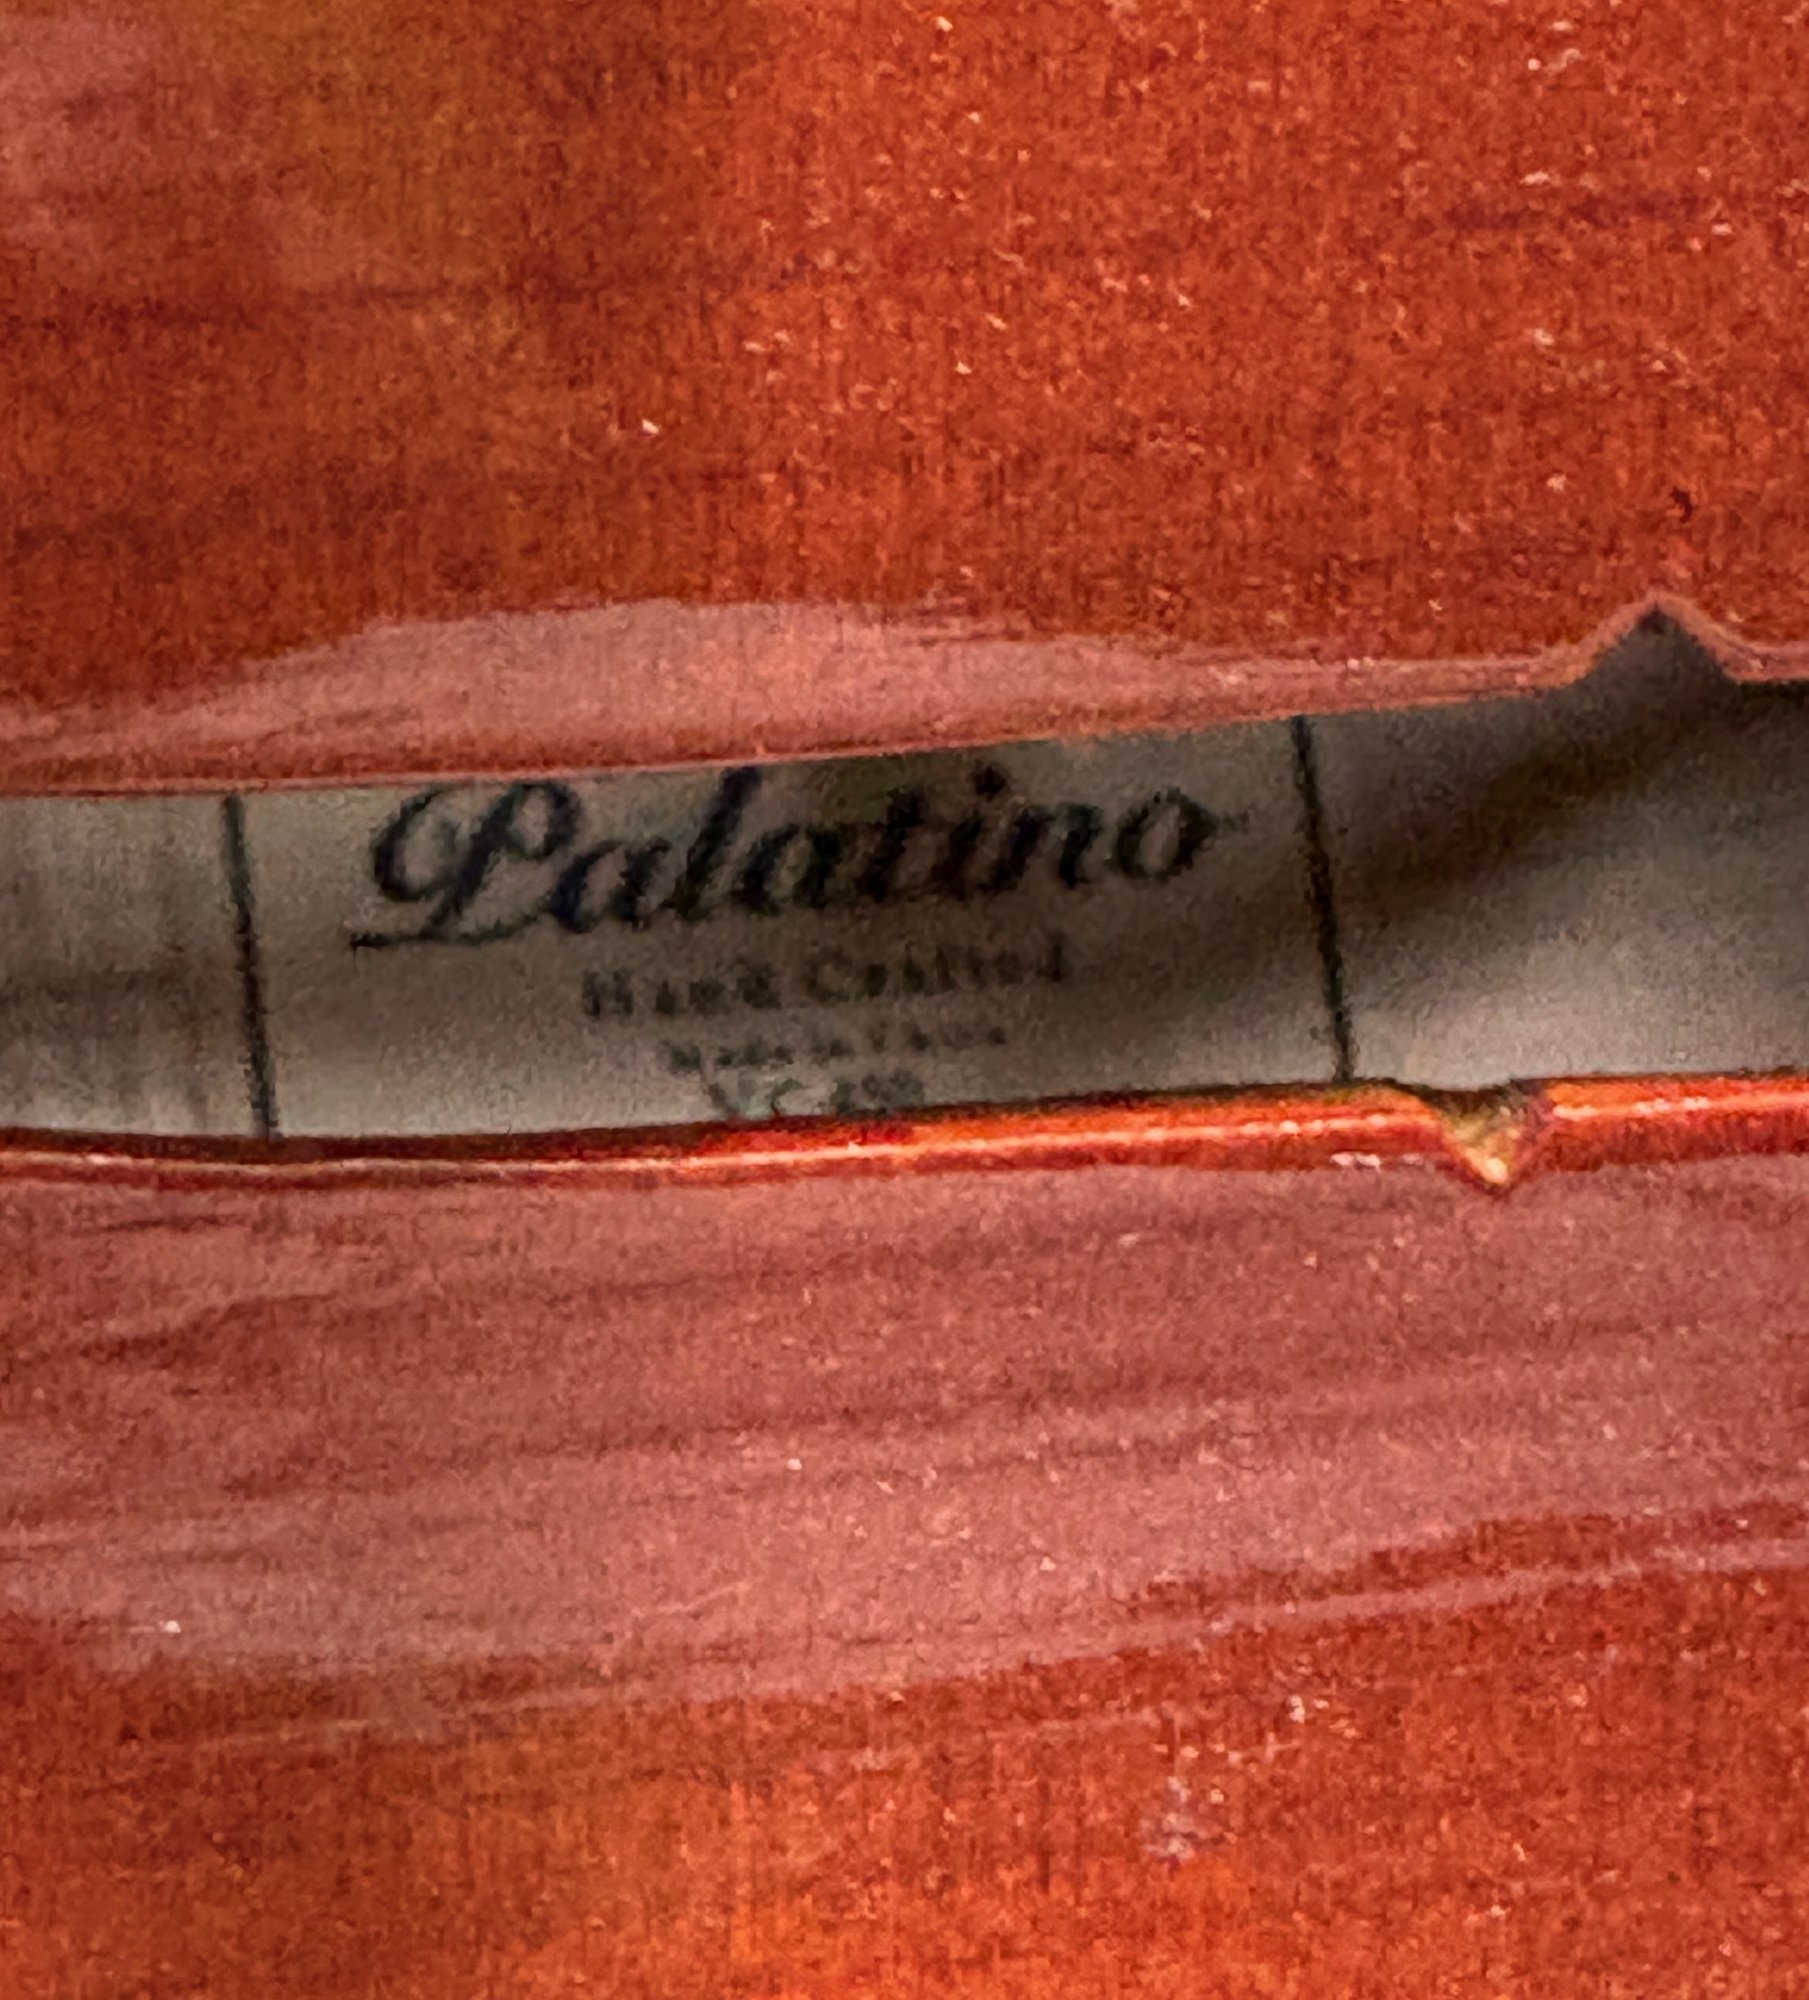 Palatino
Hand Crafted
Made in China